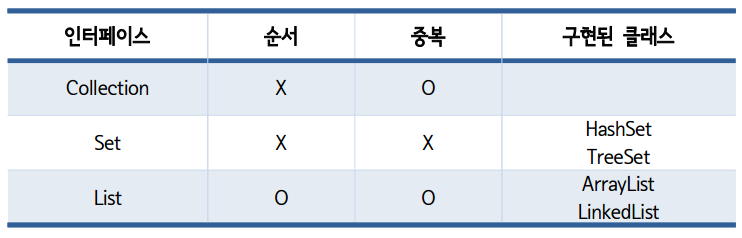 인터페이스 순서 중복 구현된 클래스
Collection X O
Set X X HashSet
TreeSet
List O O ArrayList
LinkedList